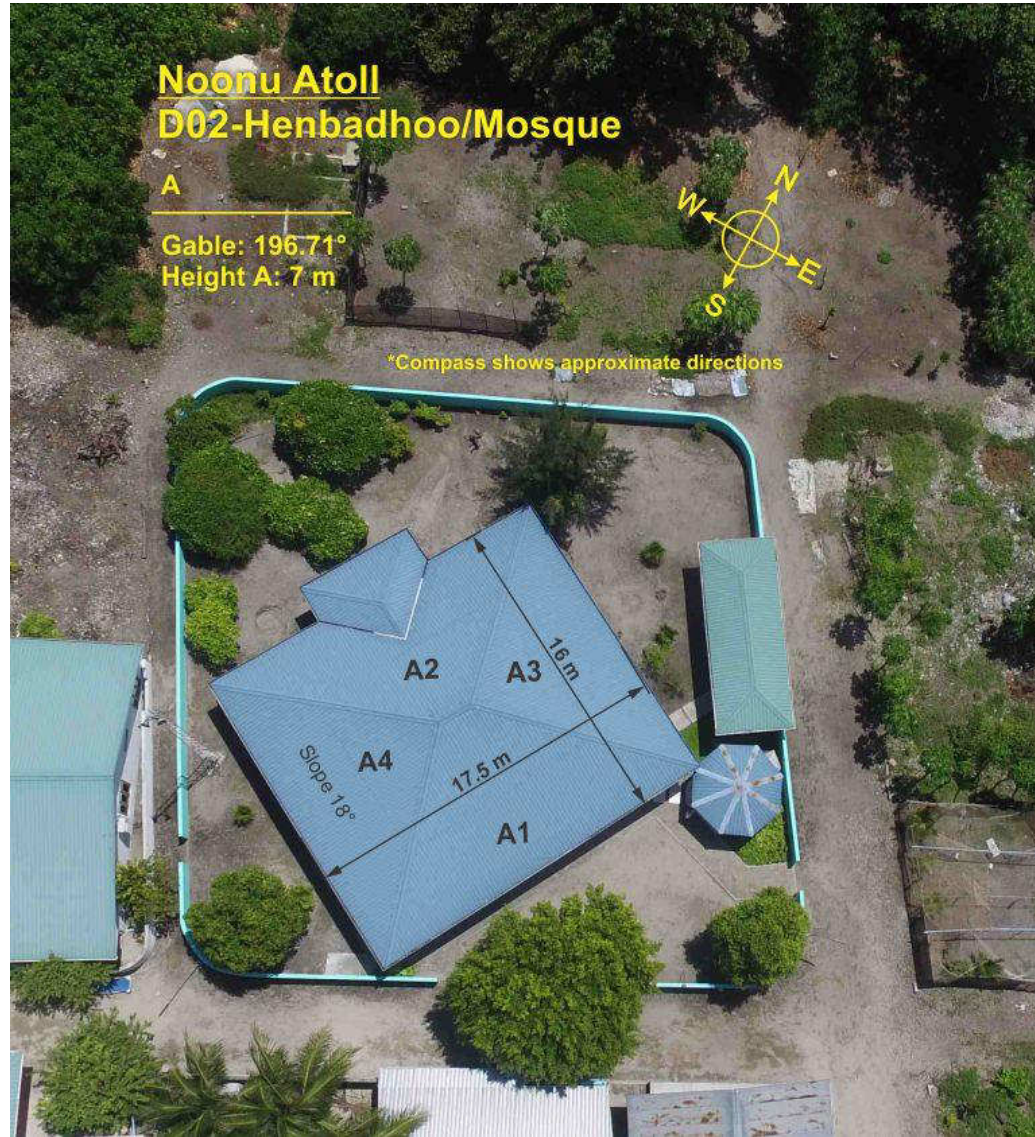 Noonu Atoll
D02-Henbadhoo/Mosque
A
Gable: 196.71°
Height A: 7 m
N
W
E
S
*Compass shows approximate directions
16 m
A2
A3
17.5 m
A4
Slope 18°
A1